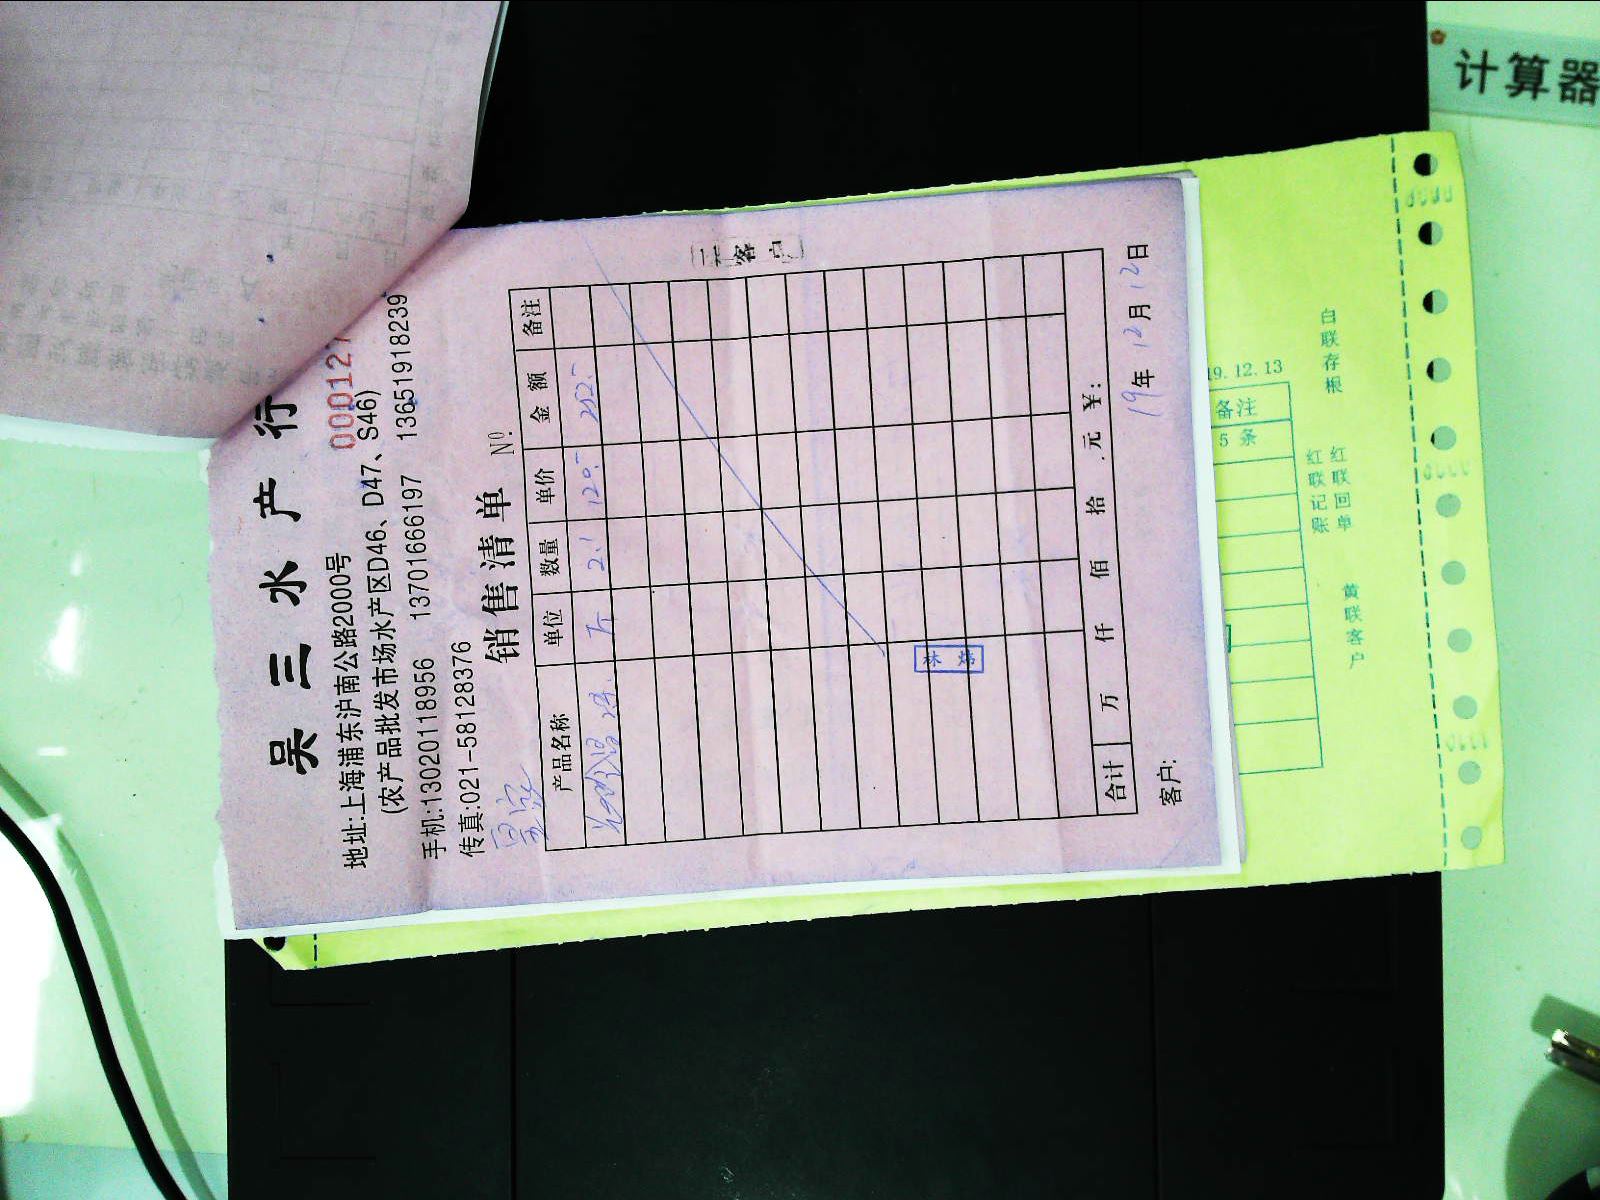 吴三水产行
地址:上海浦东沪南公路2000号
000127
(农产品批发市场水产区D46、D47、S46)
手机:13020118956 13701666197 13651918239
传真:021-58128376
销售清单 Nº.
产品名称 单位 数量 单价 金额 备注
斤 2.1 120.- 252.-
合计 万 仟 佰 拾 元 ¥:
客户:
19年12月12日
二 客户
林
计算器
19.12.13
备注
5 条
白联存根
红联记帐
红联回单
黄联客户